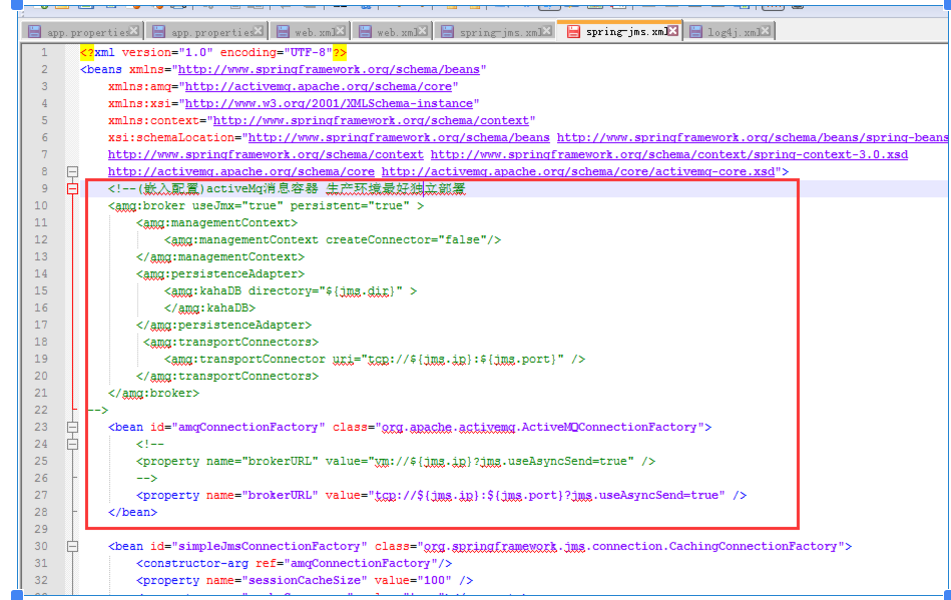 app.propertie web.xml web.xml spring-jms.xml spring-jms.xml log4j.xml
1 <?xml version="1.0" encoding="UTF-8"?>
2 <beans xmlns="http://www.springframework.org/schema/beans"
3 xmlns:amq="http://activemq.apache.org/schema/core"
4 xmlns:xsi="http://www.w3.org/2001/XMLSchema-instance"
5 xmlns:context="http://www.springframework.org/schema/context"
6 xsi:schemaLocation="http://www.springframework.org/schema/beans http://www.springframework.org/schema/beans/spring-beans
7 http://www.springframework.org/schema/context http://www.springframework.org/schema/context/spring-context-3.0.xsd
8 http://activemq.apache.org/schema/core http://activemq.apache.org/schema/core/activemq-core.xsd">
9 <!--(嵌入配置)activeMq消息容器 生产环境最好独立部署
10 <amq:broker useJmx="true" persistent="true" >
11 <amq:managementContext>
12 <amq:managementContext createConnector="false"/>
13 </amq:managementContext>
14 <amq:persistenceAdapter>
15 <amq:kahaDB directory="${jms.dir}" >
16 </amq:kahaDB>
17 </amq:persistenceAdapter>
18 <amq:transportConnectors>
19 <amq:transportConnector uri="tcp://${jms.ip}:${jms.port}" />
20 </amq:transportConnectors>
21 </amq:broker>
22 -->
23 <bean id="amqConnectionFactory" class="org.apache.activemq.ActiveMQConnectionFactory">
24 <!--
25 <property name="brokerURL" value="vm://${jms.ip}?jms.useAsyncSend=true" />
26 -->
27 <property name="brokerURL" value="tcp://${jms.ip}:${jms.port}?jms.useAsyncSend=true" />
28 </bean>
29
30 <bean id="simpleJmsConnectionFactory" class="org.springframework.jms.connection.CachingConnectionFactory">
31 <constructor-arg ref="amqConnectionFactory"/>
32 <property name="sessionCacheSize" value="100" />